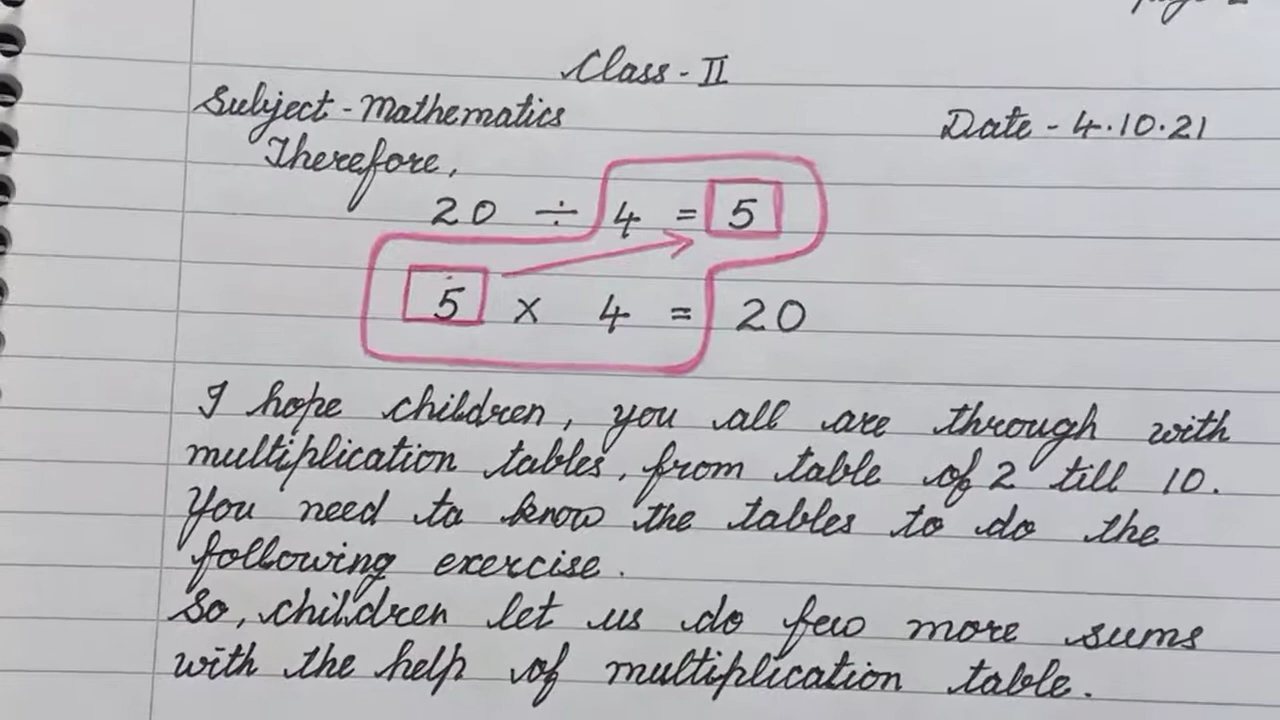 Class - II
Subject - Mathematics Date - 4.10.21
Therefore,
20 ÷ 4 = 5
5 x 4 = 20
I hope children, you all are through with
multiplication tables, from table of 2 till 10.
You need to know the tables to do the
following exercise.
So, children let us do few more sums
with the help of multiplication table.